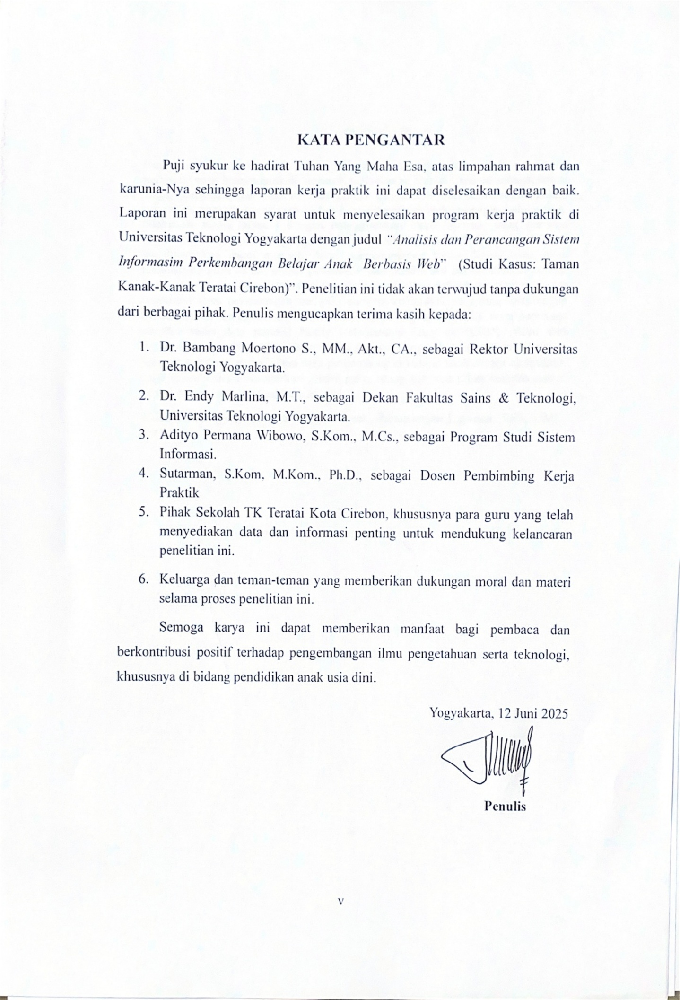 KATA PENGANTAR
Puji syukur ke hadirat Tuhan Yang Maha Esa, atas limpahan rahmat dan
karunia-Nya sehingga laporan kerja praktik ini dapat diselesaikan dengan baik.
Laporan ini merupakan syarat untuk menyelesaikan program kerja praktik di
Universitas Teknologi Yogyakarta dengan judul “Analisis dan Perancangan Sistem
Informasim Perkembangan Belajar Anak Berbasis Web” (Studi Kasus: Taman
Kanak-Kanak Teratai Cirebon)”. Penelitian ini tidak akan terwujud tanpa dukungan
dari berbagai pihak. Penulis mengucapkan terima kasih kepada:
1. Dr. Bambang Moertono S., MM., Akt., CA., sebagai Rektor Universitas
Teknologi Yogyakarta.
2. Dr. Endy Marlina, M.T., sebagai Dekan Fakultas Sains & Teknologi,
Universitas Teknologi Yogyakarta.
3. Adityo Permana Wibowo, S.Kom., M.Cs., sebagai Program Studi Sistem
Informasi.
4. Sutarman, S.Kom, M.Kom., Ph.D., sebagai Dosen Pembimbing Kerja
Praktik
5. Pihak Sekolah TK Teratai Kota Cirebon, khususnya para guru yang telah
menyediakan data dan informasi penting untuk mendukung kelancaran
penelitian ini.
6. Keluarga dan teman-teman yang memberikan dukungan moral dan materi
selama proses penelitian ini.
Semoga karya ini dapat memberikan manfaat bagi pembaca dan
berkontribusi positif terhadap pengembangan ilmu pengetahuan serta teknologi,
khususnya di bidang pendidikan anak usia dini.
Yogyakarta, 12 Juni 2025
Penulis
v